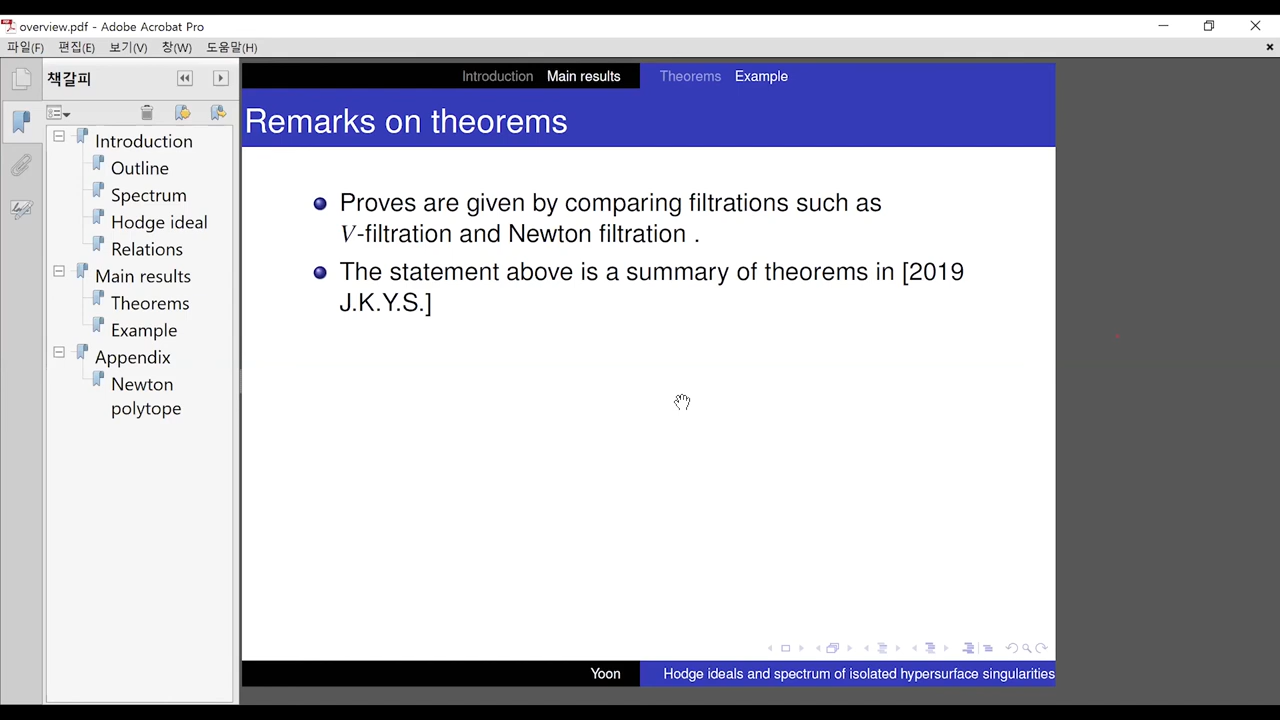 overview.pdf - Adobe Acrobat Pro
파일(F) 편집(E) 보기(V) 창(W) 도움말(H)
책갈피
Introduction
Outline
Spectrum
Hodge ideal
Relations
Main results
Theorems
Example
Appendix
Newton
polytope
Introduction Main results Theorems Example
Remarks on theorems
Proves are given by comparing filtrations such as
V-filtration and Newton filtration .
The statement above is a summary of theorems in [2019
J.K.Y.S.]
Yoon Hodge ideals and spectrum of isolated hypersurface singularities